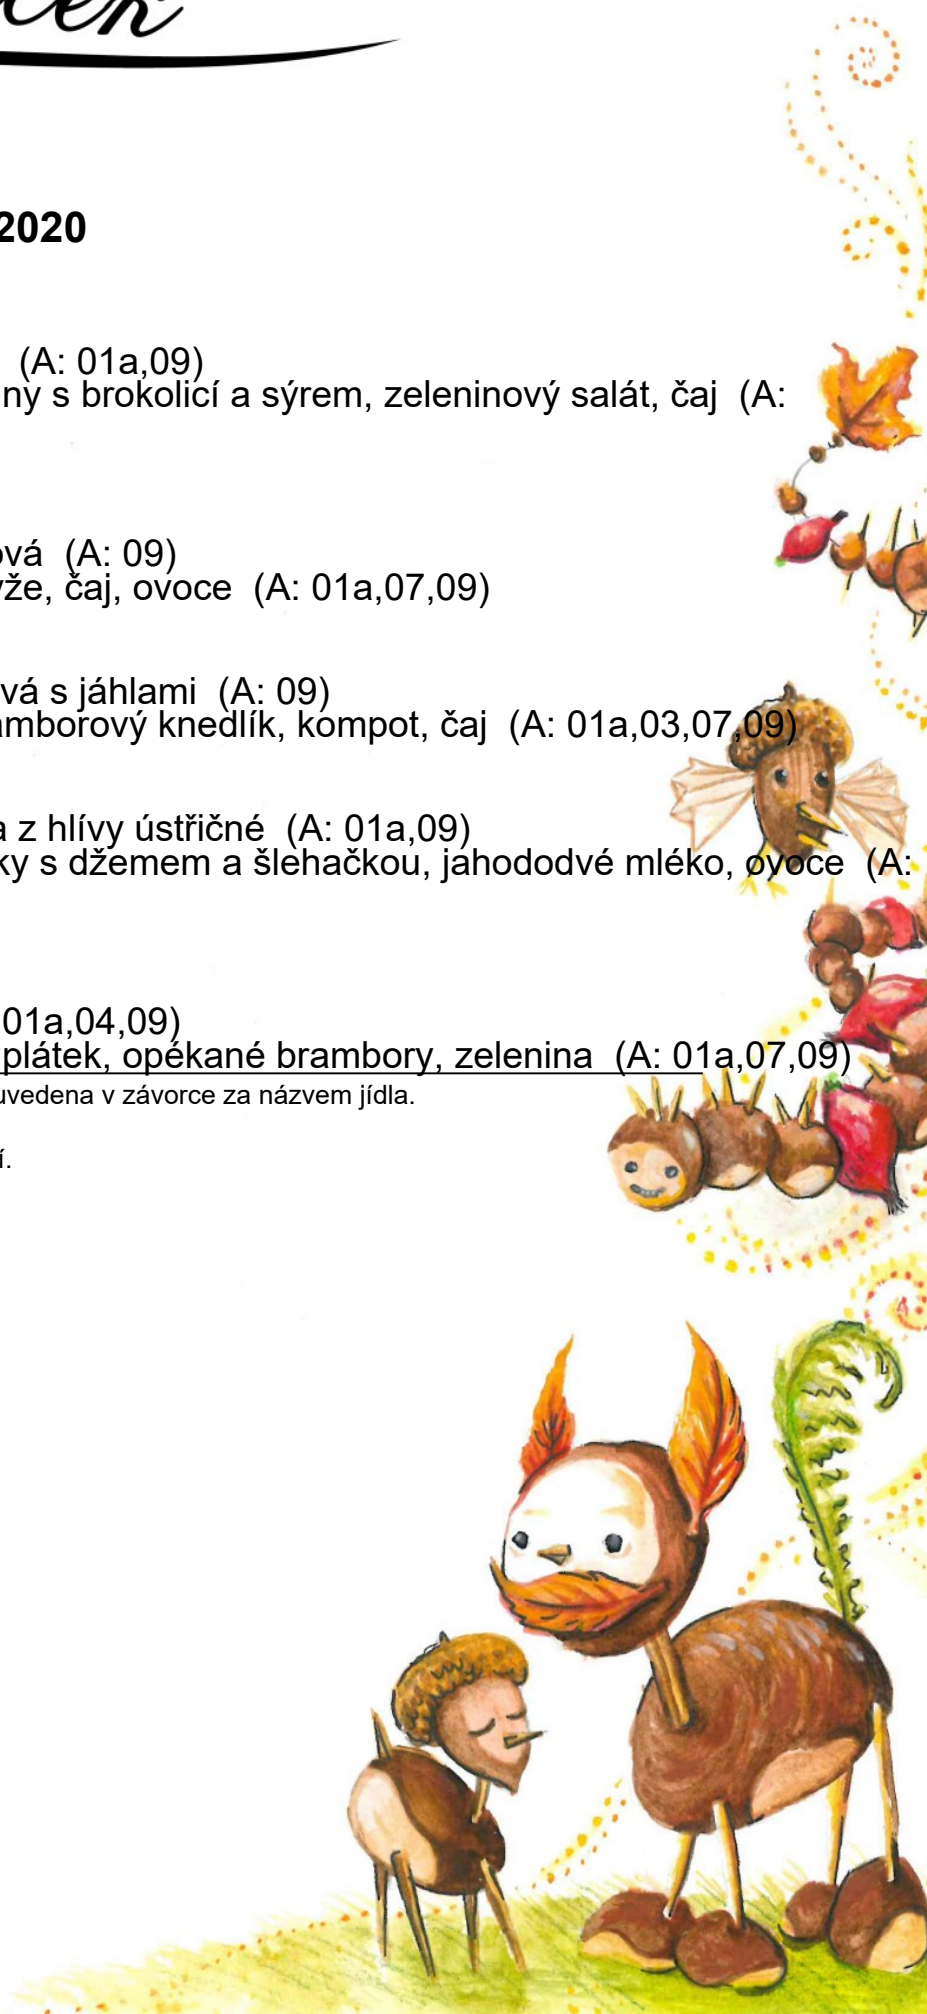 2020
(A: 01a,09)
ny s brokolicí a sýrem, zeleninový salát, čaj (A:
ová (A: 09)
ýže, čaj, ovoce (A: 01a,07,09)
vá s jáhlami (A: 09)
amborový knedlík, kompot, čaj (A: 01a,03,07,09)
a z hlívy ústřičné (A: 01a,09)
ky s džemem a šlehačkou, jahododvé mléko, ovoce (A:
01a,04,09)
plátek, opékané brambory, zelenina (A: 01a,07,09)
uvedena v závorce za názvem jídla.
í.